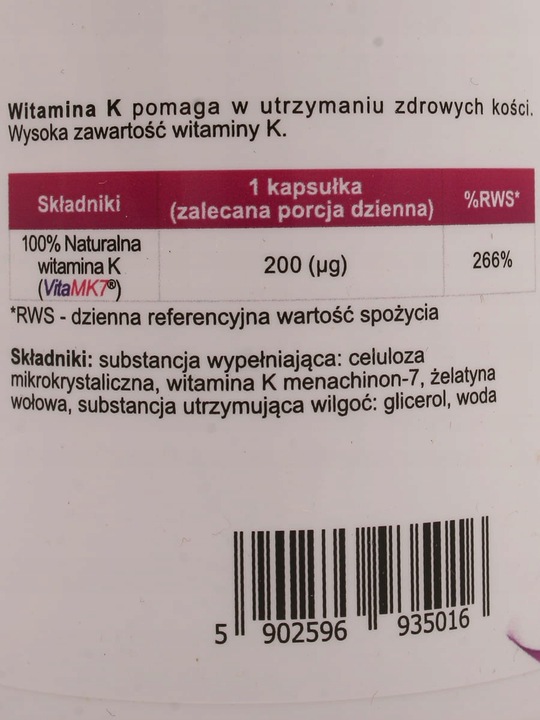 Witamina K pomaga w utrzymaniu zdrowych kości.
Wysoka zawartość witaminy K.
Składniki
1 kapsułka
(zalecana porcja dzienna)
%RWS*
100% Naturalna
witamina K
(VitaMK7®)
200 (µg)
266%
*RWS - dzienna referencyjna wartość spożycia
Składniki: substancja wypełniająca: celuloza
mikrokrystaliczna, witamina K menachinon-7, żelatyna
wołowa, substancja utrzymująca wilgoć: glicerol, woda
5 902596 935016